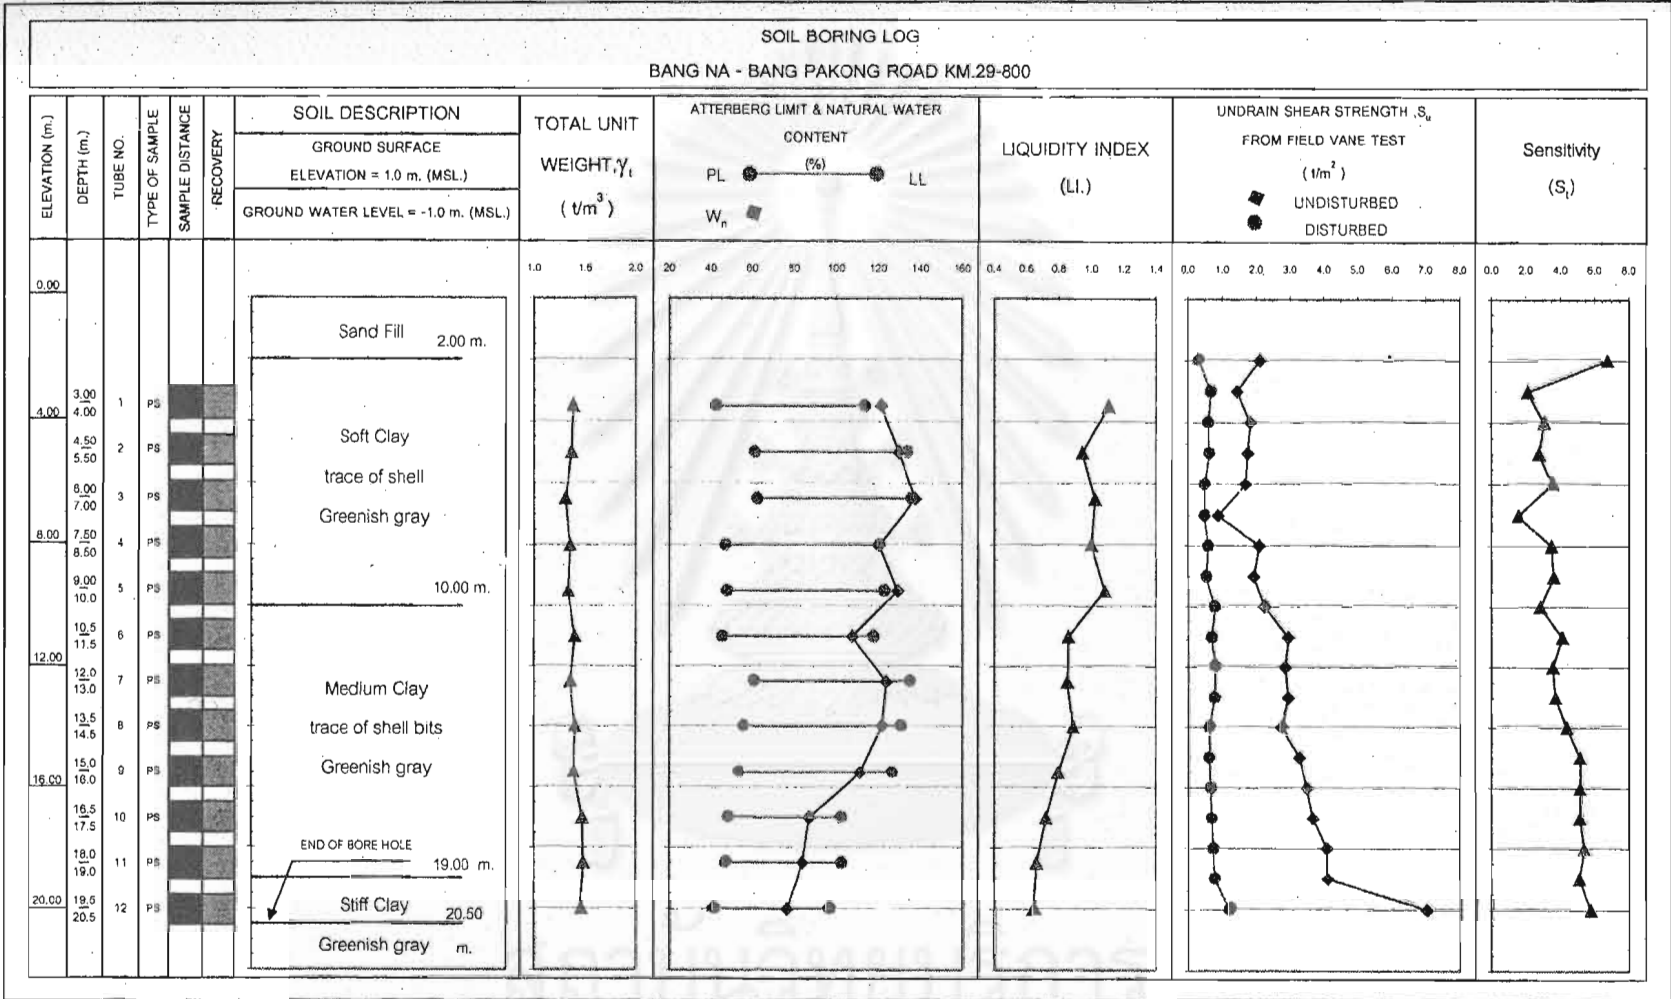 SOIL BORING LOG
BANG NA - BANG PAKONG ROAD KM.29-800
ELEVATION (m.)
DEPTH (m.)
TUBE NO.
TYPE OF SAMPLE
SAMPLE DISTANCE
RECOVERY
SOIL DESCRIPTION
GROUND SURFACE
ELEVATION = 1.0 m. (MSL.)
GROUND WATER LEVEL = -1.0 m. (MSL.)
TOTAL UNIT
WEIGHT,γt
( t/m³ )
ATTERBERG LIMIT & NATURAL WATER
CONTENT
(%)
PL LL
Wn
LIQUIDITY INDEX
(LI.)
UNDRAIN SHEAR STRENGTH ,Su
FROM FIELD VANE TEST
( t/m² )
UNDISTURBED
DISTURBED
Sensitivity
(St)
1.0 1.5 2.0 20 40 60 80 100 120 140 160 0.4 0.6 0.8 1.0 1.2 1.4 0.0 1.0 2.0 3.0 4.0 5.0 6.0 7.0 8.0 0.0 2.0 4.0 6.0 8.0
0.00
Sand Fill 2.00 m.
3.00
4.00 4.00 1 PS
Soft Clay
4.50
5.50 2 PS
trace of shell
6.00
7.00 3 PS
Greenish gray
8.00 7.50
8.50 4 PS
9.00
10.0 5 PS 10.00 m.
10.5
11.5 6 PS
12.00
12.0
13.0 7 PS Medium Clay
13.5
14.5 8 PS trace of shell bits
15.0
16.0 9 PS Greenish gray
16.00
16.5
17.5 10 PS
END OF BORE HOLE
18.0
19.0 11 PS 19.00 m.
20.00 19.5
20.5 12 PS Stiff Clay 20.50
Greenish gray m.